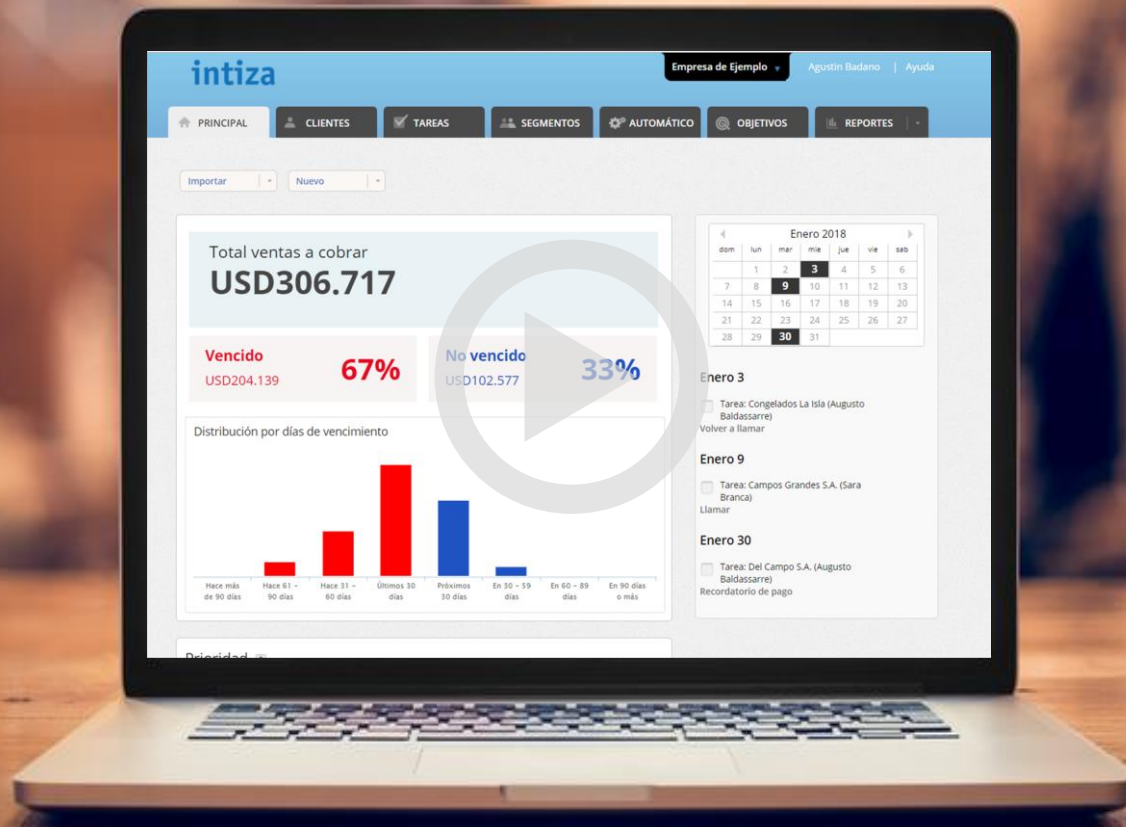 intiza
Empresa de Ejemplo
Agustin Badano | Ayuda
PRINCIPAL
CLIENTES
TAREAS
SEGMENTOS
AUTOMÁTICO
OBJETIVOS
REPORTES
Importar
Nuevo
Total ventas a cobrar
USD306.717
Vencido
USD204.139
67%
No vencido
USD102.577
33%
Distribución por días de vencimiento
Hace más
de 90 días
Hace 61 –
90 días
Hace 31 –
60 días
Últimos 30
días
Próximos
30 días
En 30 – 59
días
En 60 – 89
días
En 90 días
o más
Enero 2018
dom lun mar mié jue vie sáb
1 2 3 4 5 6
7 8 9 10 11 12 13
14 15 16 17 18 19 20
21 22 23 24 25 26 27
28 29 30 31
Enero 3
Tarea: Congelados La Isla (Augusto
Baldassarre)
Volver a llamar
Enero 9
Tarea: Campos Grandes S.A. (Sara
Branca)
Llamar
Enero 30
Tarea: Del Campo S.A. (Augusto
Baldassarre)
Recordatorio de pago
Prioridad